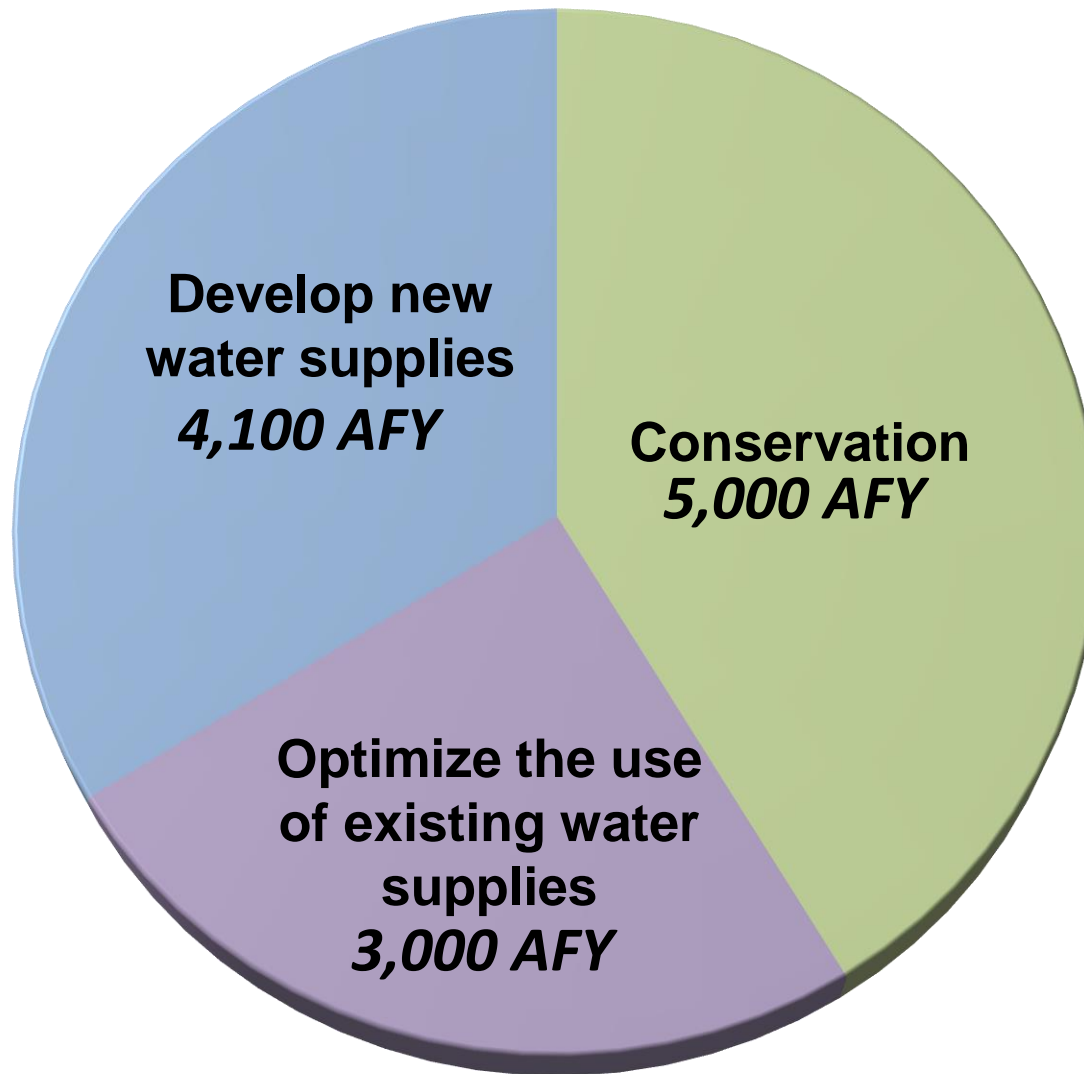 Develop new
water supplies
4,100 AFY
Conservation
5,000 AFY
Optimize the use
of existing water
supplies
3,000 AFY